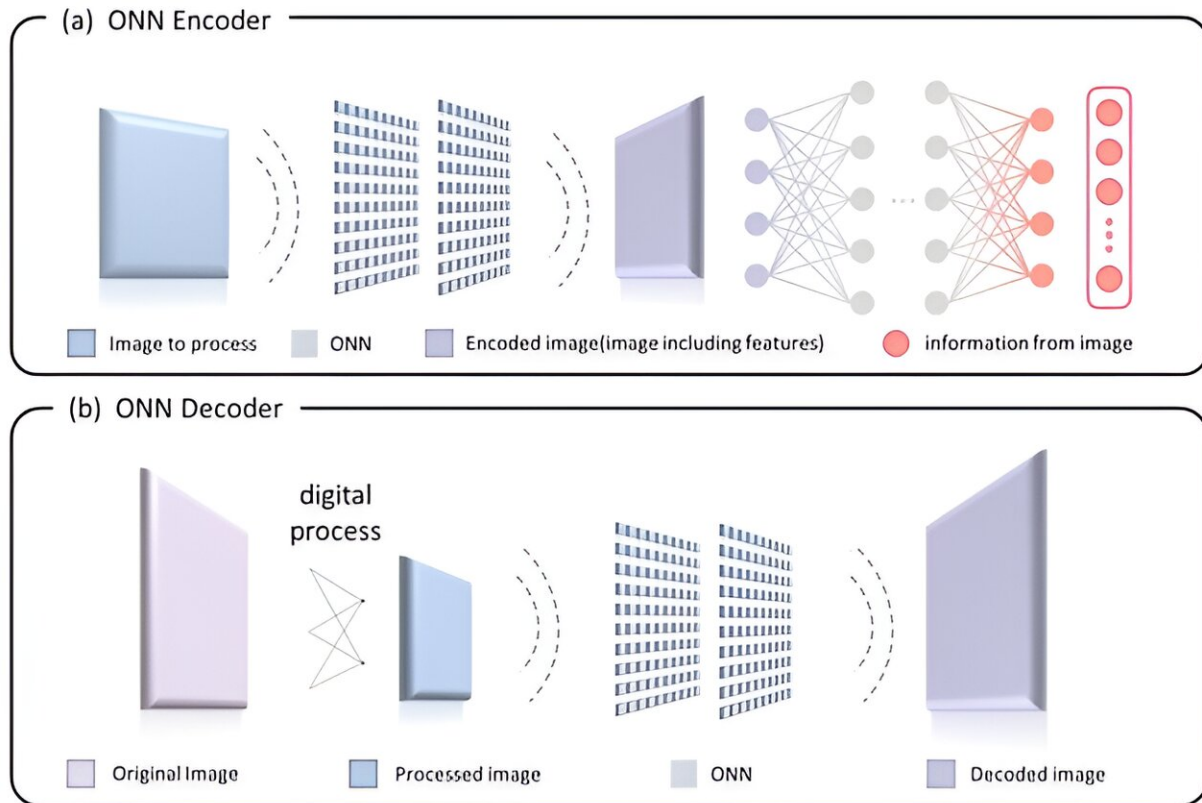 (a) ONN Encoder
Image to process
ONN
Encoded image(image including features)
information from image
(b) ONN Decoder
digital
process
Original Image
Processed image
ONN
Decoded image